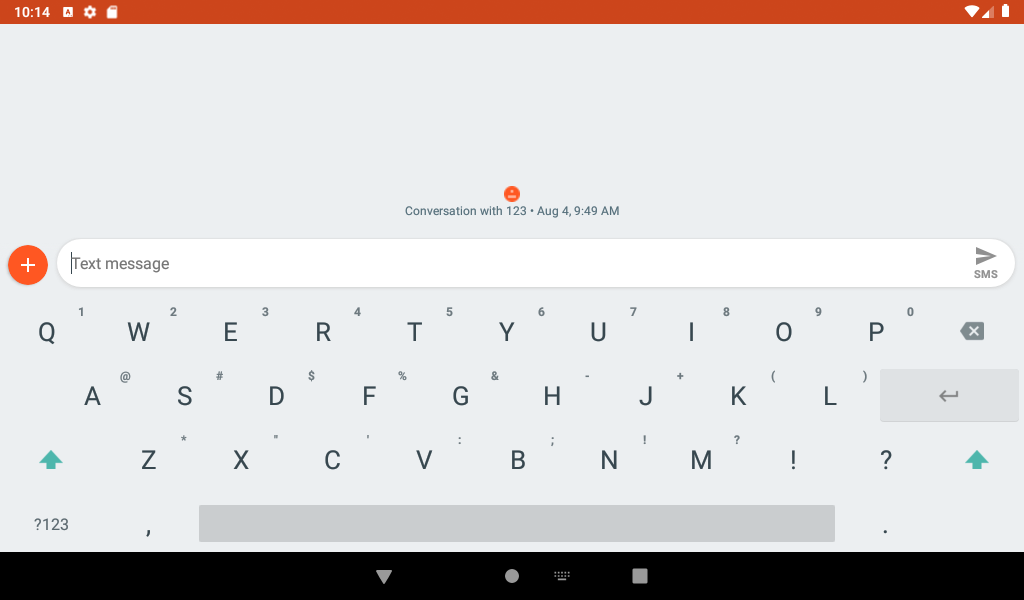 10:14
Conversation with 123 • Aug 4, 9:49 AM
Text message
SMS
1 2 3 4 5 6 7 8 9 0
Q W E R T Y U I O P
@ # $ % & - + ( )
A S D F G H J K L
* " ' : ; ! ?
Z X C V B N M ! ?
?123 , .